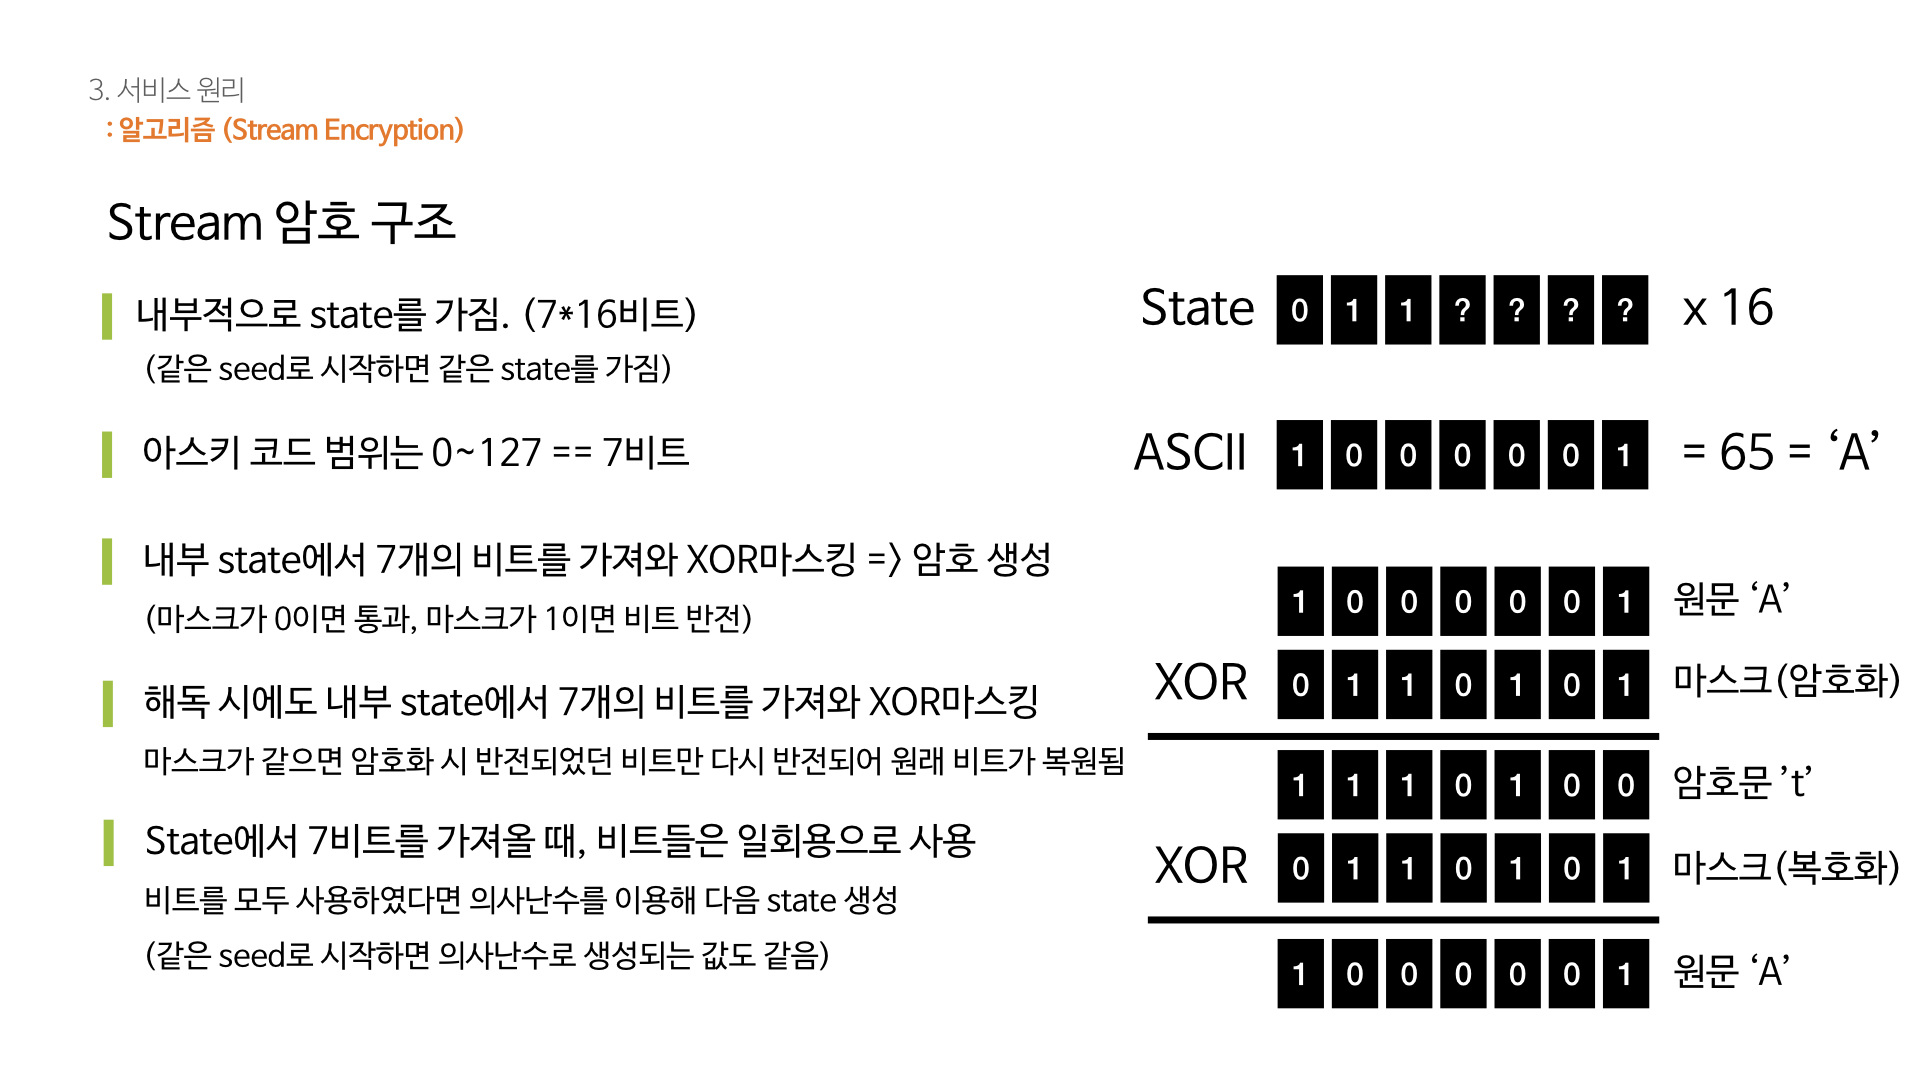 3. 서비스 원리
: 알고리즘 (Stream Encryption)
Stream 암호 구조
내부적으로 state를 가짐. (7*16비트)
(같은 seed로 시작하면 같은 state를 가짐)
아스키 코드 범위는 0~127 == 7비트
내부 state에서 7개의 비트를 가져와 XOR마스킹 => 암호 생성
(마스크가 0이면 통과, 마스크가 1이면 비트 반전)
해독 시에도 내부 state에서 7개의 비트를 가져와 XOR마스킹
마스크가 같으면 암호화 시 반전되었던 비트만 다시 반전되어 원래 비트가 복원됨
State에서 7비트를 가져올 때, 비트들은 일회용으로 사용
비트를 모두 사용하였다면 의사난수를 이용해 다음 state 생성
(같은 seed로 시작하면 의사난수로 생성되는 값도 같음)
State 0 1 1 ? ? ? ? x 16
ASCII 1 0 0 0 0 0 1 = 65 = ‘A’
1 0 0 0 0 0 1 원문 ‘A’
XOR 0 1 1 0 1 0 1 마스크(암호화)
1 1 1 0 1 0 0 암호문 ’t’
XOR 0 1 1 0 1 0 1 마스크(복호화)
1 0 0 0 0 0 1 원문 ‘A’